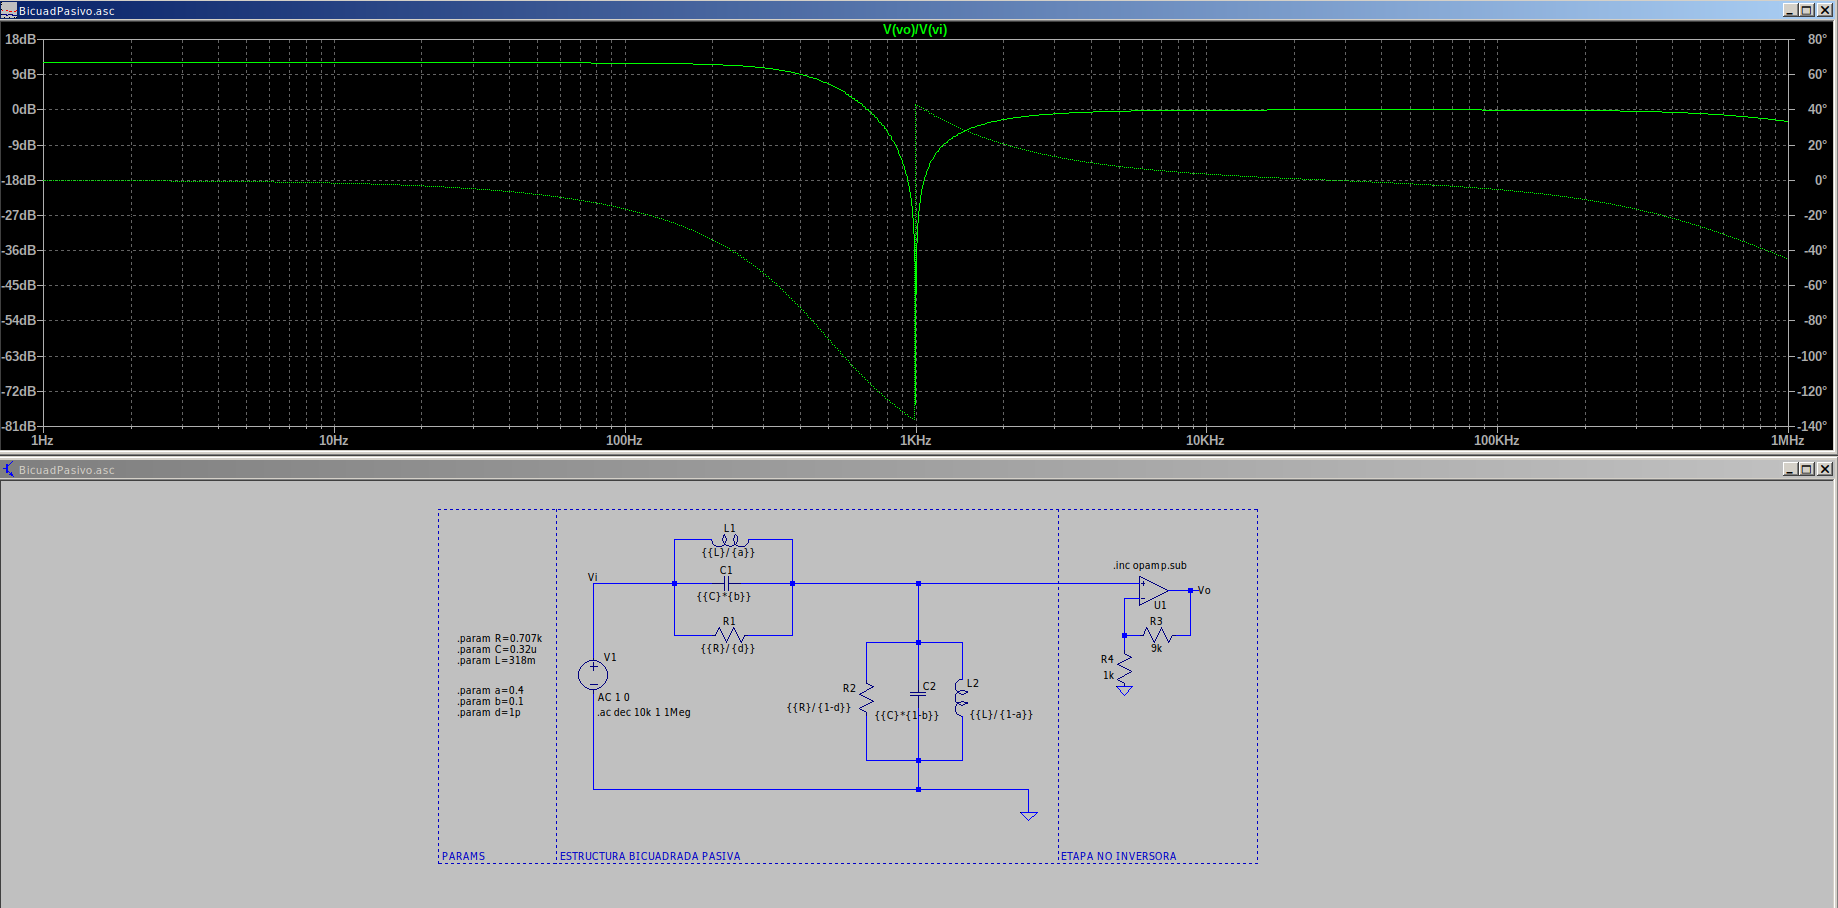 BicuadPasivo.asc
V(vo)/V(vi)
18dB
9dB
0dB
-9dB
-18dB
-27dB
-36dB
-45dB
-54dB
-63dB
-72dB
-81dB
80°
60°
40°
20°
0°
-20°
-40°
-60°
-80°
-100°
-120°
-140°
1Hz 10Hz 100Hz 1KHz 10KHz 100KHz 1MHz
BicuadPasivo.asc
L1
{{L}/{a}}
C1
{{C}*{b}}
R1
{{R}/{d}}
Vi
V1
AC 1 0
.ac dec 10k 1 1Meg
.param R=0.707k
.param C=0.32u
.param L=318m
.param a=0.4
.param b=0.1
.param d=1p
R2
{{R}/{1-d}}
C2
{{C}*{1-b}}
L2
{{L}/{1-a}}
.inc opamp.sub
U1
Vo
R3
9k
R4
1k
PARAMS
ESTRUCTURA BICUADRADA PASIVA
ETAPA NO INVERSORA